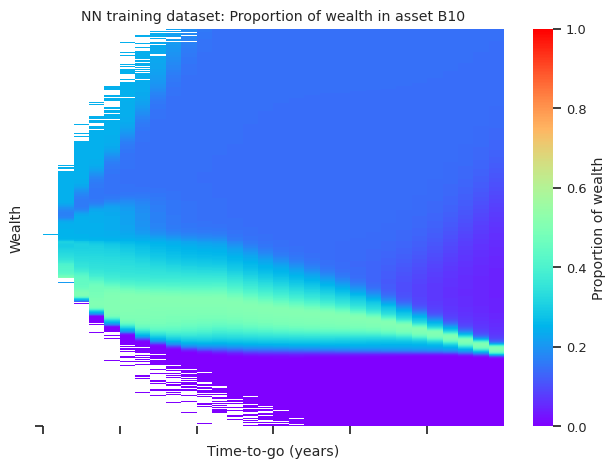 NN training dataset: Proportion of wealth in asset B10
Wealth
Time-to-go (years)
1.0
0.8
0.6
0.4
0.2
0.0
Proportion of wealth